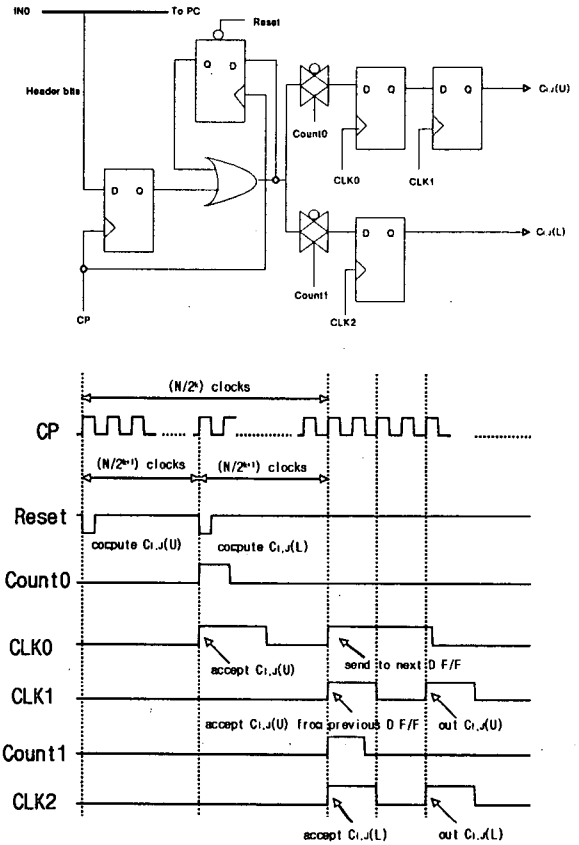 IN0
To PC
Reset
Q D
Header bits
Count0
D Q
D Q
CI,J(U)
CLK0
CLK1
D Q
D Q
CI,J(L)
Count1
CLK2
CP
(N/2ᵏ) clocks
CP
(N/2ᵏ⁺¹) clocks
(N/2ᵏ⁺¹) clocks
Reset
compute CI,J(U)
compute CI,J(L)
Count0
CLK0
accept CI,J(U)
send to next D F/F
CLK1
accept CI,J(U) from previous D F/F
out CI,J(U)
Count1
CLK2
accept CI,J(L)
out CI,J(L)